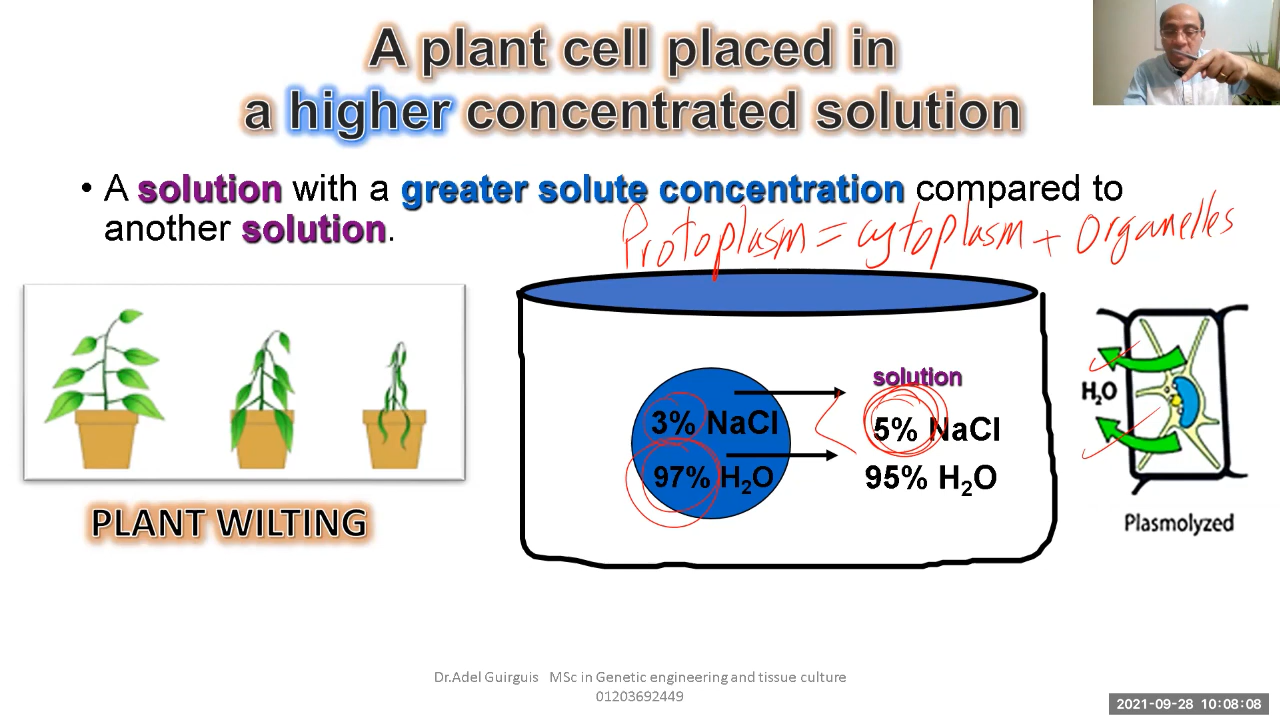 A plant cell placed in
a higher concentrated solution
• A solution with a greater solute concentration compared to
another solution.
Protoplasm = cytoplasm + Organelles
solution
3% NaCl
5% NaCl
97% H₂O
95% H₂O
H₂O
Plasmolyzed
PLANT WILTING
Dr.Adel Guirguis MSc in Genetic engineering and tissue culture
01203692449
2021-09-28 10:08:08